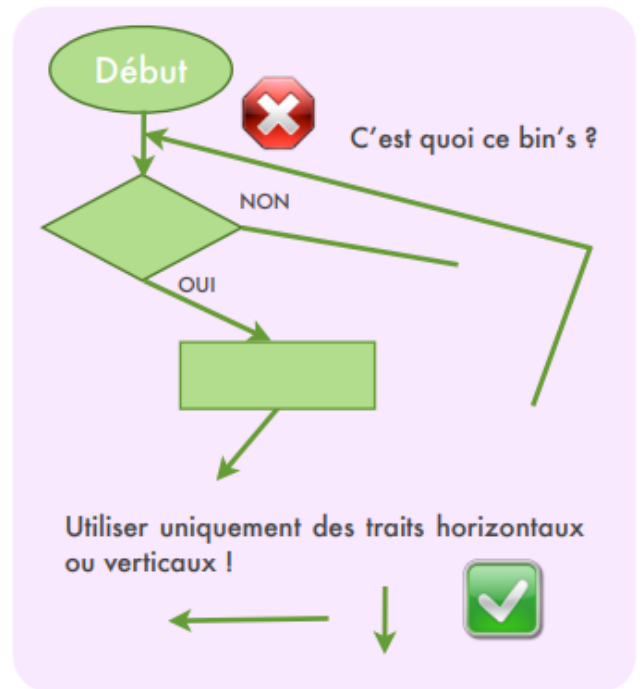 Début
C'est quoi ce bin's ?
NON
OUI
Utiliser uniquement des traits horizontaux
ou verticaux !